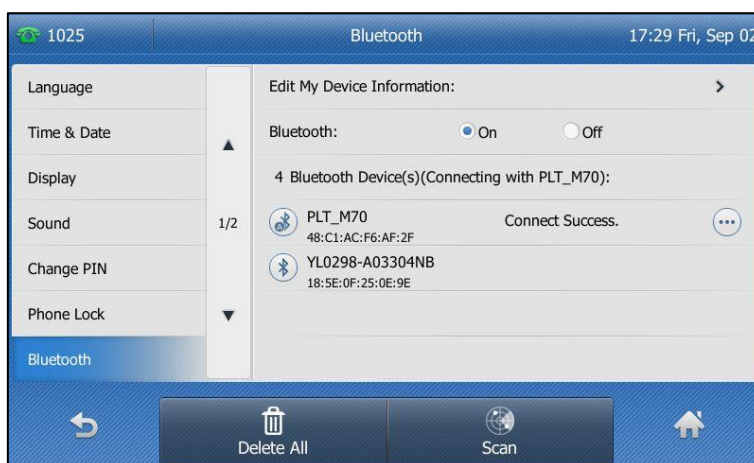 1025
Bluetooth
17:29 Fri, Sep 02
Language
Time & Date
Display
Sound
Change PIN
Phone Lock
Bluetooth
1/2
Edit My Device Information:
Bluetooth: On Off
4 Bluetooth Device(s)(Connecting with PLT_M70):
PLT_M70 Connect Success.
48:C1:AC:F6:AF:2F
YL0298-A03304NB
18:5E:0F:25:0E:9E
Delete All
Scan